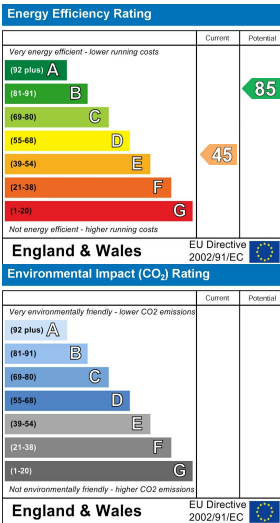 Energy Efficiency Rating
Current Potential
Very energy efficient - lower running costs
(92 plus) A
(81-91) B
85
(69-80) C
(55-68) D
(39-54) E
45
(21-38) F
(1-20) G
Not energy efficient - higher running costs
England & Wales
EU Directive
2002/91/EC
Environmental Impact (CO₂) Rating
Current Potential
Very environmentally friendly - lower CO2 emissions
(92 plus) A
(81-91) B
(69-80) C
(55-68) D
(39-54) E
(21-38) F
(1-20) G
Not environmentally friendly - higher CO2 emissions
England & Wales
EU Directive
2002/91/EC